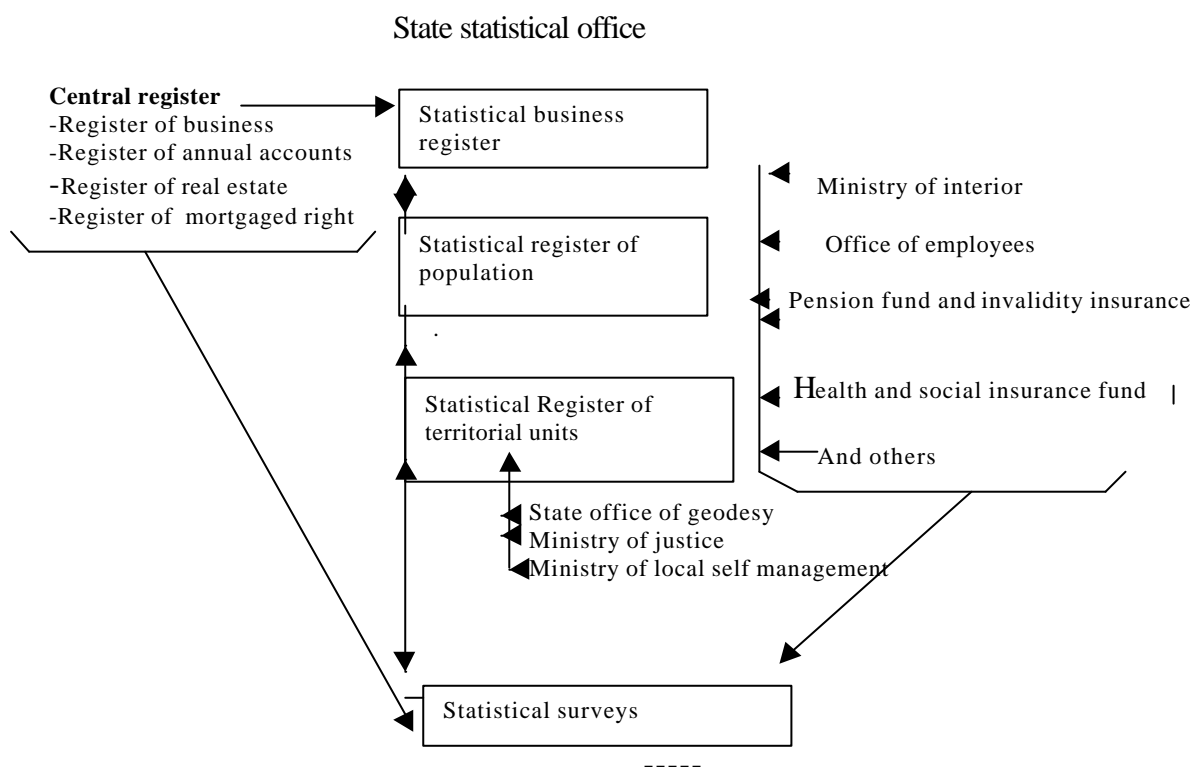 State statistical office
Central register
-Register of business
-Register of annual accounts
-Register of real estate
-Register of mortgaged right
Statistical business
register
Statistical register of
population
.
Statistical Register of
territorial units
Ministry of interior
Office of employees
Pension fund and invalidity insurance
Health and social insurance fund
And others
State office of geodesy
Ministry of justice
Ministry of local self management
Statistical surveys
-----